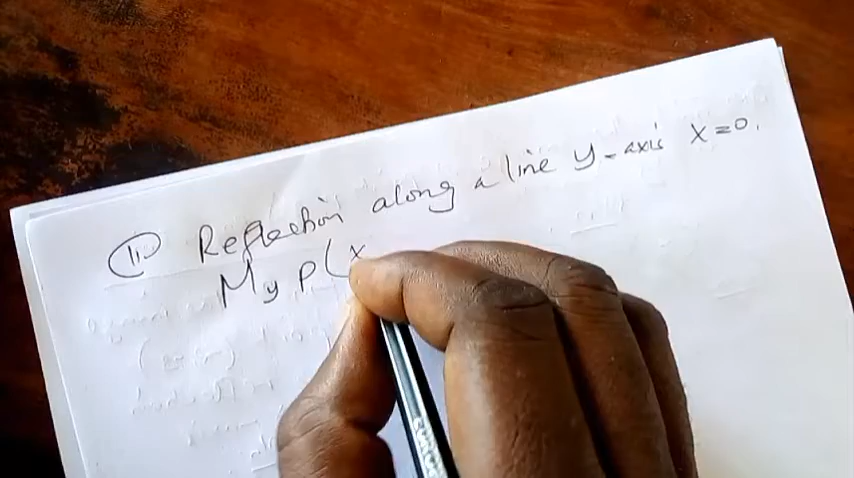 (ii) Reflection along a line y-axis x=0.
My P(x